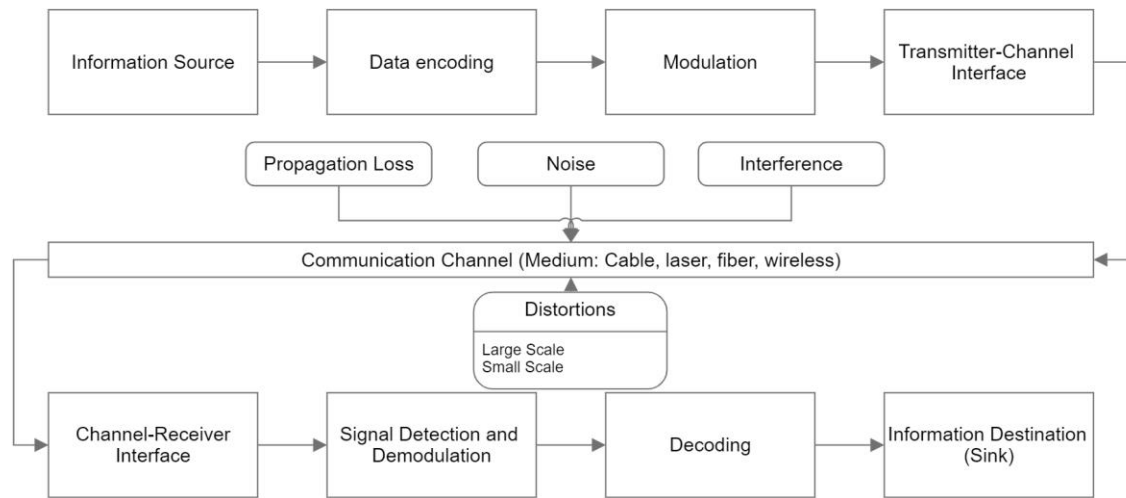 Information Source
Data encoding
Modulation
Transmitter-Channel
Interface
Propagation Loss
Noise
Interference
Communication Channel (Medium: Cable, laser, fiber, wireless)
Distortions
Large Scale
Small Scale
Channel-Receiver
Interface
Signal Detection and
Demodulation
Decoding
Information Destination
(Sink)